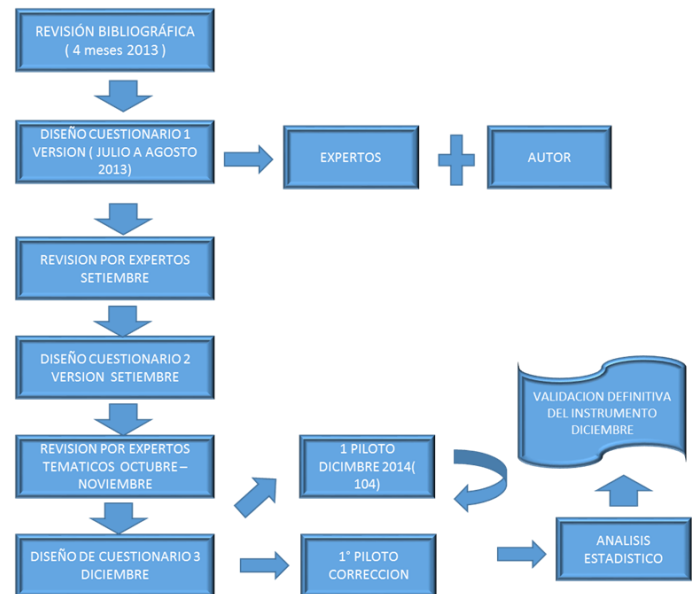 REVISIÓN BIBLIOGRÁFICA
( 4 meses 2013 )
DISEÑO CUESTIONARIO 1
VERSION ( JULIO A AGOSTO
2013)
EXPERTOS
AUTOR
REVISION POR EXPERTOS
SETIEMBRE
DISEÑO CUESTIONARIO 2
VERSION SETIEMBRE
REVISION POR EXPERTOS
TEMATICOS OCTUBRE –
NOVIEMBRE
DISEÑO DE CUESTIONARIO 3
DICIEMBRE
1 PILOTO
DICIMBRE 2014(
104)
1° PILOTO
CORRECCION
ANALISIS
ESTADISTICO
VALIDACION DEFINITIVA
DEL INSTRUMENTO
DICIEMBRE